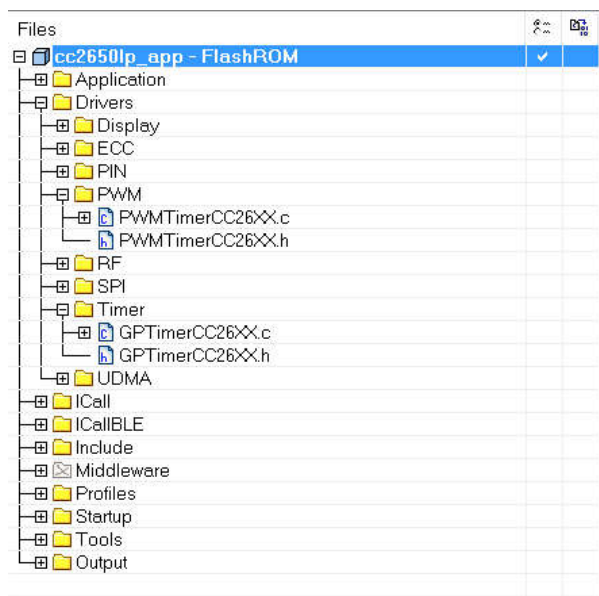 Files
cc2650lp_app - FlashROM
Application
Drivers
Display
ECC
PIN
PWM
PWMTimerCC26XX.c
PWMTimerCC26XX.h
RF
SPI
Timer
GPTimerCC26XX.c
GPTimerCC26XX.h
UDMA
ICall
ICallBLE
Include
Middleware
Profiles
Startup
Tools
Output